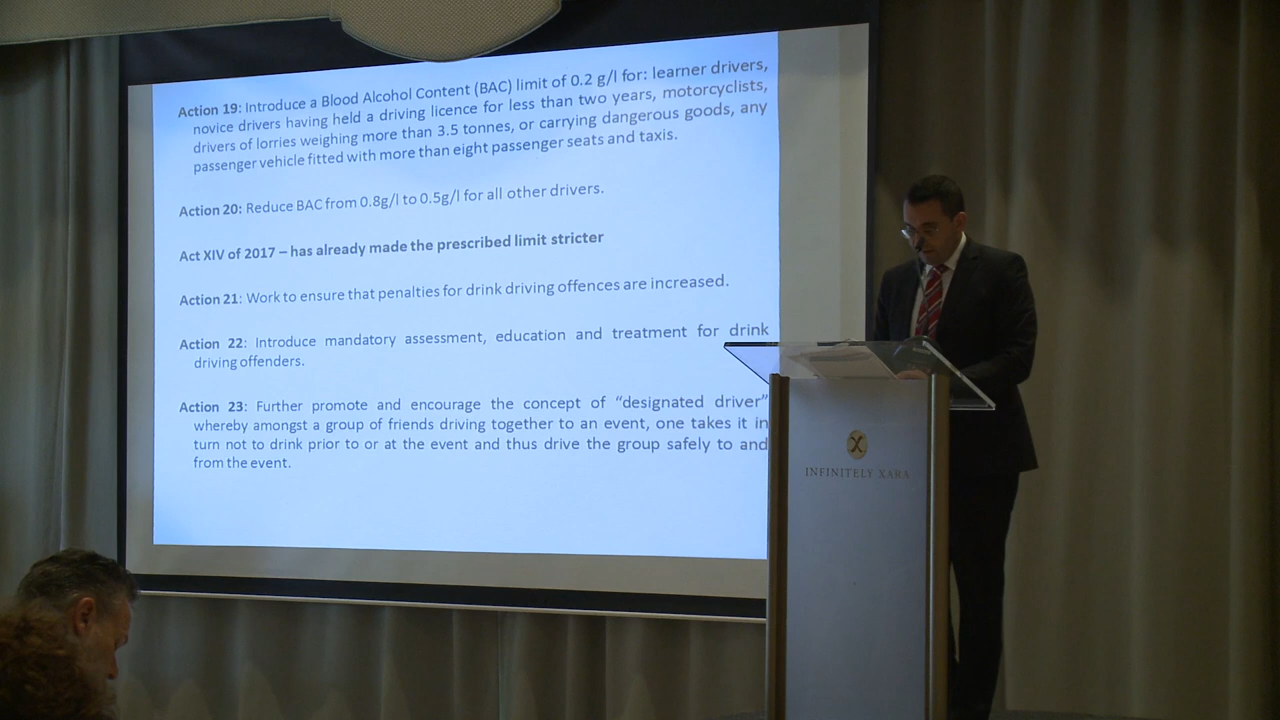 Action 19: Introduce a Blood Alcohol Content (BAC) limit of 0.2 g/l for: learner drivers,
novice drivers having held a driving licence for less than two years, motorcyclists,
drivers of lorries weighing more than 3.5 tonnes, or carrying dangerous goods, any
passenger vehicle fitted with more than eight passenger seats and taxis.
Action 20: Reduce BAC from 0.8g/l to 0.5g/l for all other drivers.
Act XIV of 2017 – has already made the prescribed limit stricter
Action 21: Work to ensure that penalties for drink driving offences are increased.
Action 22: Introduce mandatory assessment, education and treatment for drink
driving offenders.
Action 23: Further promote and encourage the concept of “designated driver”
whereby amongst a group of friends driving together to an event, one takes it in
turn not to drink prior to or at the event and thus drive the group safely to and
from the event.
X
INFINITELY XARA